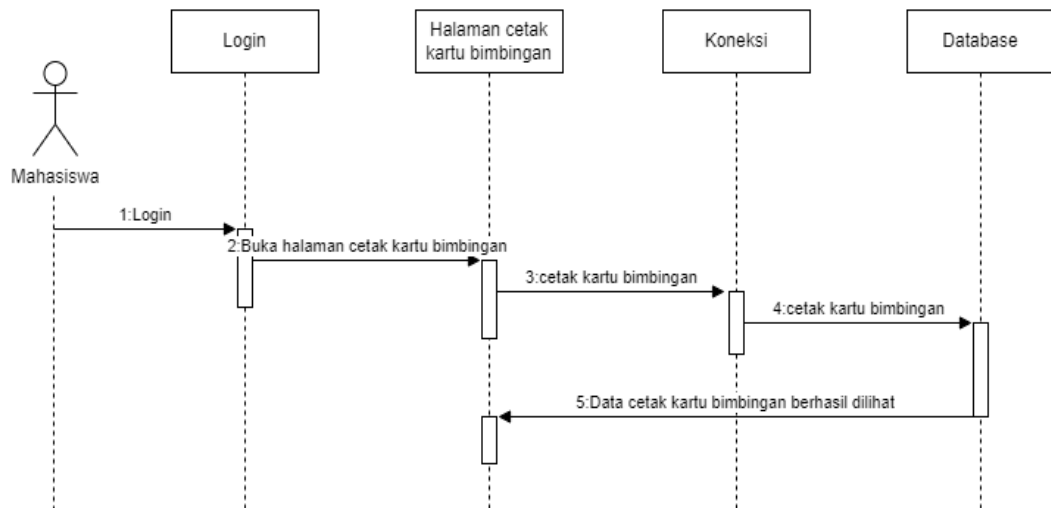 Login
Halaman cetak
kartu bimbingan
Koneksi
Database
Mahasiswa
1:Login
2:Buka halaman cetak kartu bimbingan
3:cetak kartu bimbingan
4:cetak kartu bimbingan
5:Data cetak kartu bimbingan berhasil dilihat